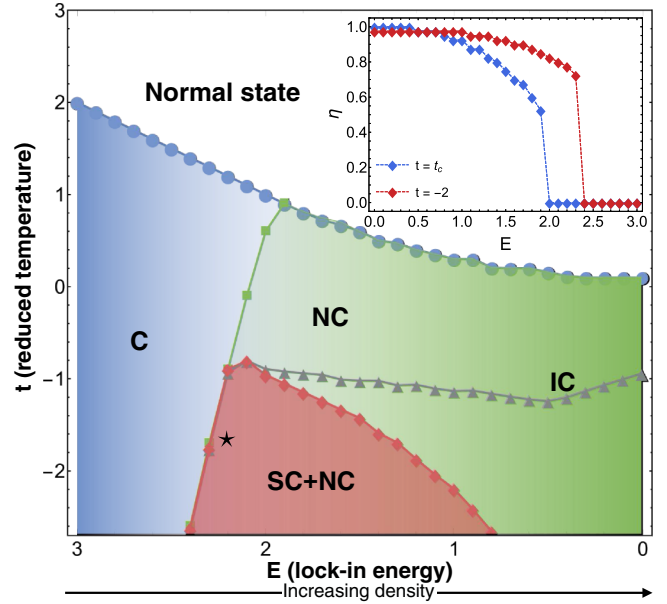 3
2
1
0
−1
−2
t (reduced temperature)
Normal state
C
NC
IC
SC+NC
1.0
0.8
0.6
0.4
0.2
0.0
η
t = t_c
t = −2
0.0 0.5 1.0 1.5 2.0 2.5 3.0
E
3 2 1 0
E (lock-in energy)
Increasing density